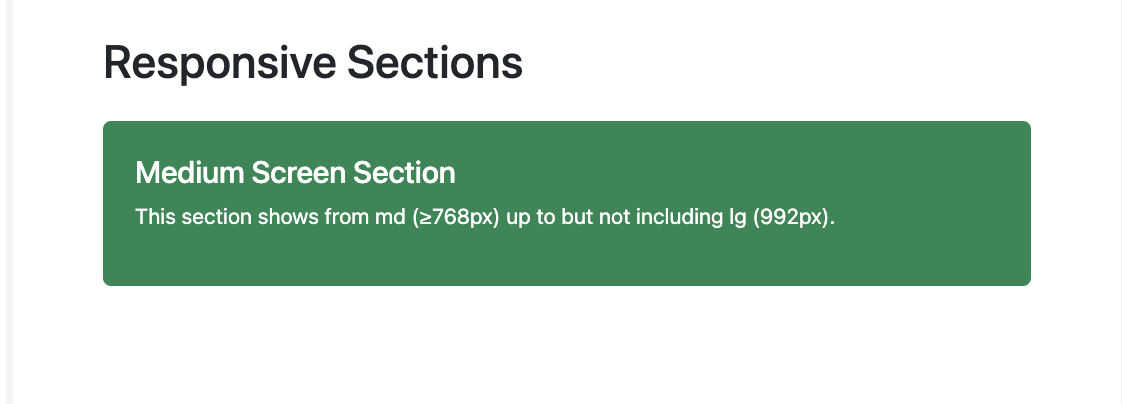 Responsive Sections
Medium Screen Section
This section shows from md (≥768px) up to but not including lg (992px).